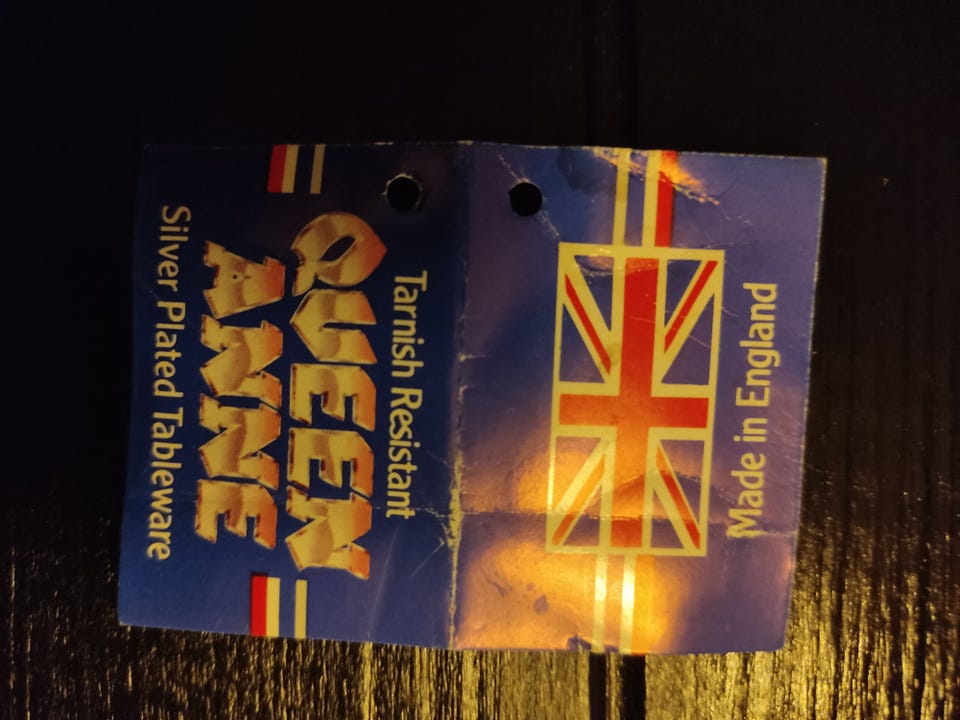 Tarnish Resistant
QUEEN
ANNE
Silver Plated Tableware
Made in England